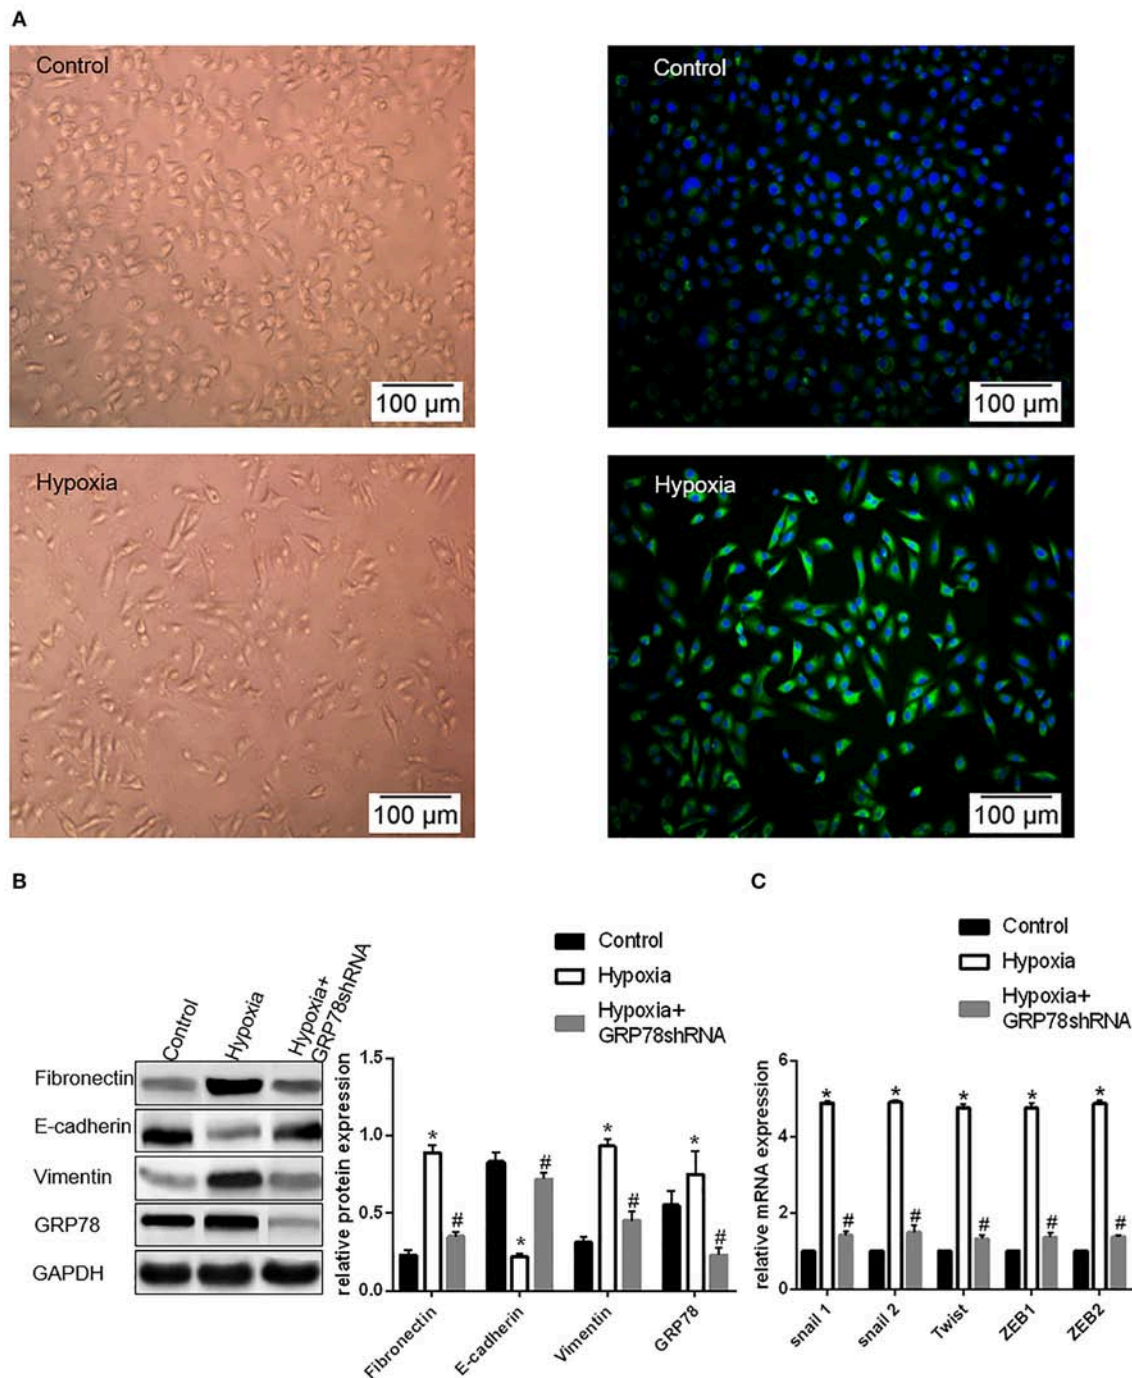 A
Control
Control
100 µm
100 µm
Hypoxia
Hypoxia
100 µm
100 µm
B
C
Control
Hypoxia
Hypoxia+
GRP78shRNA
Control
Hypoxia
Hypoxia+
GRP78shRNA
Control
Hypoxia
Hypoxia+
GRP78shRNA
Fibronectin
E-cadherin
Vimentin
GRP78
GAPDH
relative protein expression
1.5
1.0
0.5
0.0
*
#
*
#
*
#
*
#
Fibronectin
E-cadherin
Vimentin
GRP78
relative mRNA expression
6
4
2
0
*
#
*
#
*
#
*
#
*
#
snail 1
snail 2
Twist
ZEB1
ZEB2